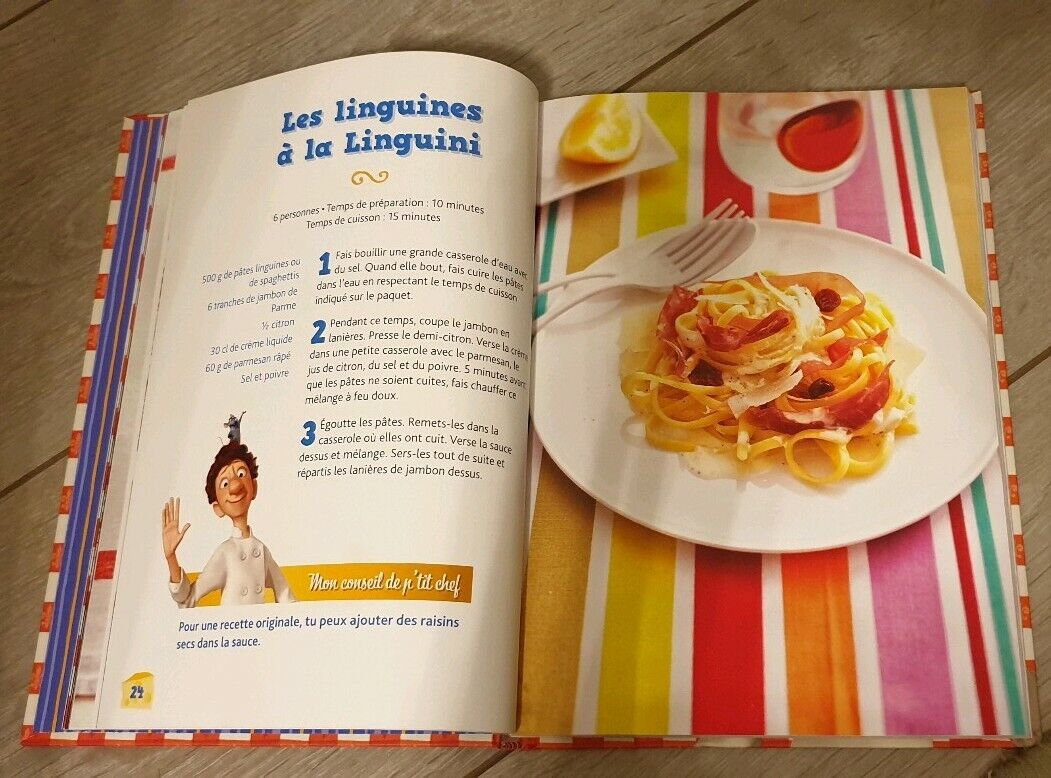 Les linguines
à la Linguini
6 personnes • Temps de préparation : 10 minutes
Temps de cuisson : 15 minutes
500 g de pâtes linguines ou
de spaghettis
6 tranches de jambon de
Parme
½ citron
30 cl de crème liquide
60 g de parmesan râpé
Sel et poivre
1 Fais bouillir une grande casserole d'eau avec
du sel. Quand elle bout, fais cuire les pâtes
dans l'eau en respectant le temps de cuisson
indiqué sur le paquet.
2 Pendant ce temps, coupe le jambon en
lanières. Presse le demi-citron. Verse la crème
dans une petite casserole avec le parmesan, le
jus de citron, du sel et du poivre. 5 minutes avant
que les pâtes ne soient cuites, fais chauffer ce
mélange à feu doux.
3 Égoutte les pâtes. Remets-les dans la
casserole où elles ont cuit. Verse la sauce
dessus et mélange. Sers-les tout de suite et
répartis les lanières de jambon dessus.
Mon conseil de p'tit chef
Pour une recette originale, tu peux ajouter des raisins
secs dans la sauce.
24